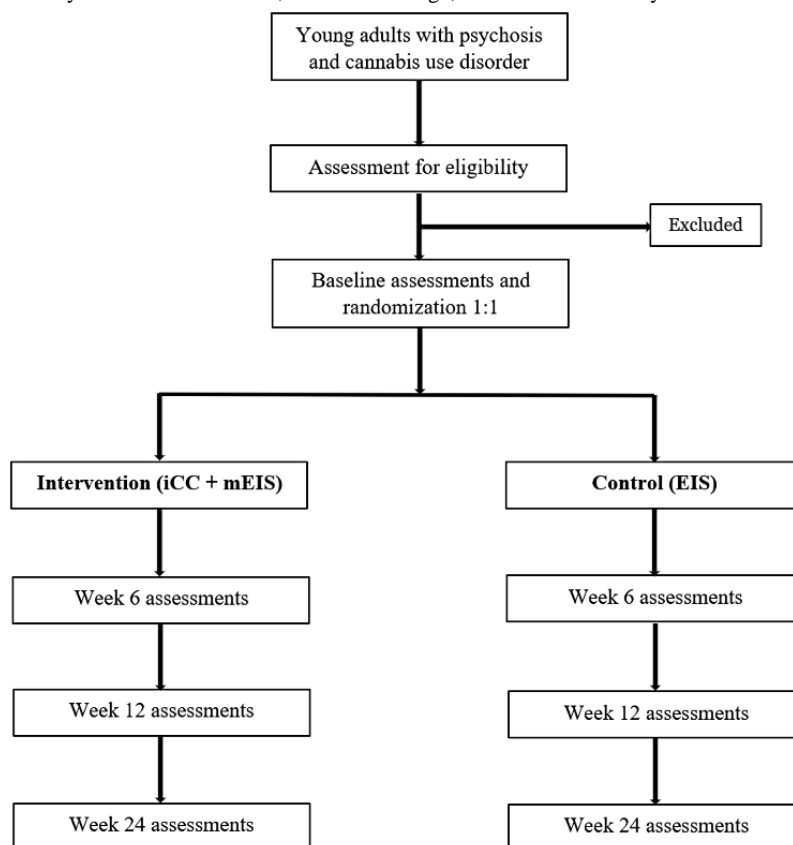 Young adults with psychosis
and cannabis use disorder
Assessment for eligibility
Excluded
Baseline assessments and
randomization 1:1
Intervention (iCC + mEIS)
Control (EIS)
Week 6 assessments
Week 6 assessments
Week 12 assessments
Week 12 assessments
Week 24 assessments
Week 24 assessments